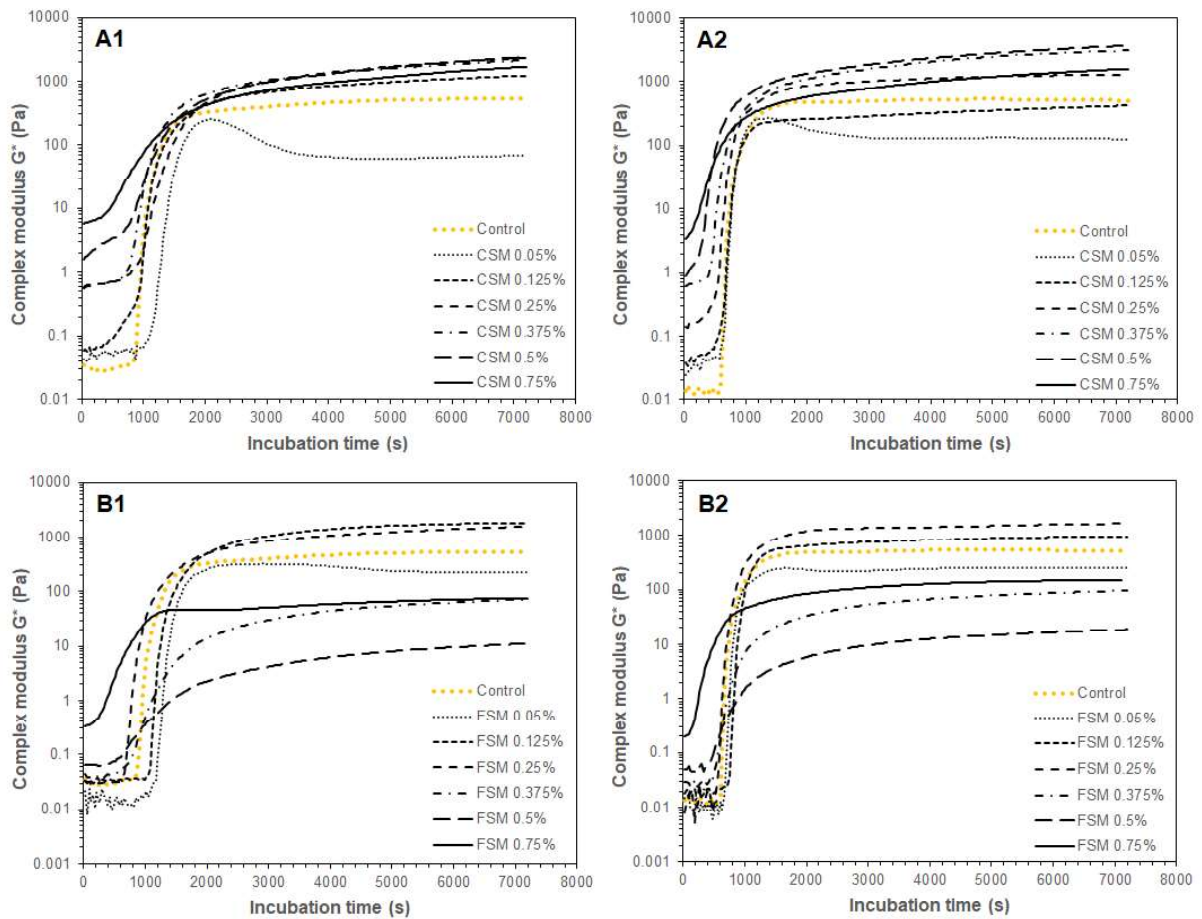 A1
Complex modulus G* (Pa)
10000
1000
100
10
1
0.1
0.01
0 1000 2000 3000 4000 5000 6000 7000 8000
Incubation time (s)
Control
CSM 0.05%
CSM 0.125%
CSM 0.25%
CSM 0.375%
CSM 0.5%
CSM 0.75%
A2
Complex modulus G* (Pa)
10000
1000
100
10
1
0.1
0.01
0 1000 2000 3000 4000 5000 6000 7000 8000
Incubation time (s)
Control
CSM 0.05%
CSM 0.125%
CSM 0.25%
CSM 0.375%
CSM 0.5%
CSM 0.75%
B1
Complex modulus G* (Pa)
10000
1000
100
10
1
0.1
0.01
0.001
0 1000 2000 3000 4000 5000 6000 7000 8000
Incubation time (s)
Control
FSM 0.05%
FSM 0.125%
FSM 0.25%
FSM 0.375%
FSM 0.5%
FSM 0.75%
B2
Complex modulus G* (Pa)
10000
1000
100
10
1
0.1
0.01
0.001
0 1000 2000 3000 4000 5000 6000 7000 8000
Incubation time (s)
Control
FSM 0.05%
FSM 0.125%
FSM 0.25%
FSM 0.375%
FSM 0.5%
FSM 0.75%